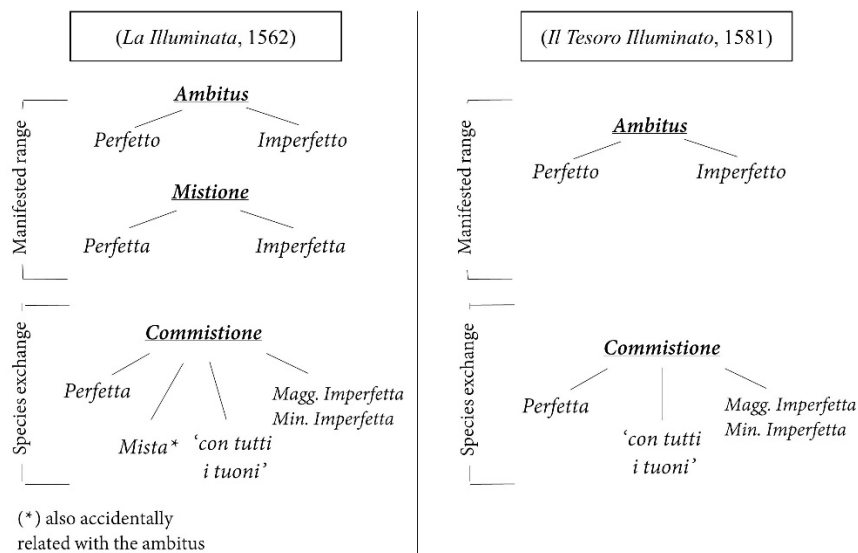 (La Illuminata, 1562)
Manifested range
Ambitus
Perfetto Imperfetto
Mistione
Perfetta Imperfetta
Species exchange
Commistione
Perfetta
Magg. Imperfetta
Min. Imperfetta
Mista*
‘con tutti
i tuoni’
(*) also accidentally
related with the ambitus
(Il Tesoro Illuminato, 1581)
Manifested range
Ambitus
Perfetto Imperfetto
Species exchange
Commistione
Perfetta
Magg. Imperfetta
Min. Imperfetta
‘con tutti
i tuoni’